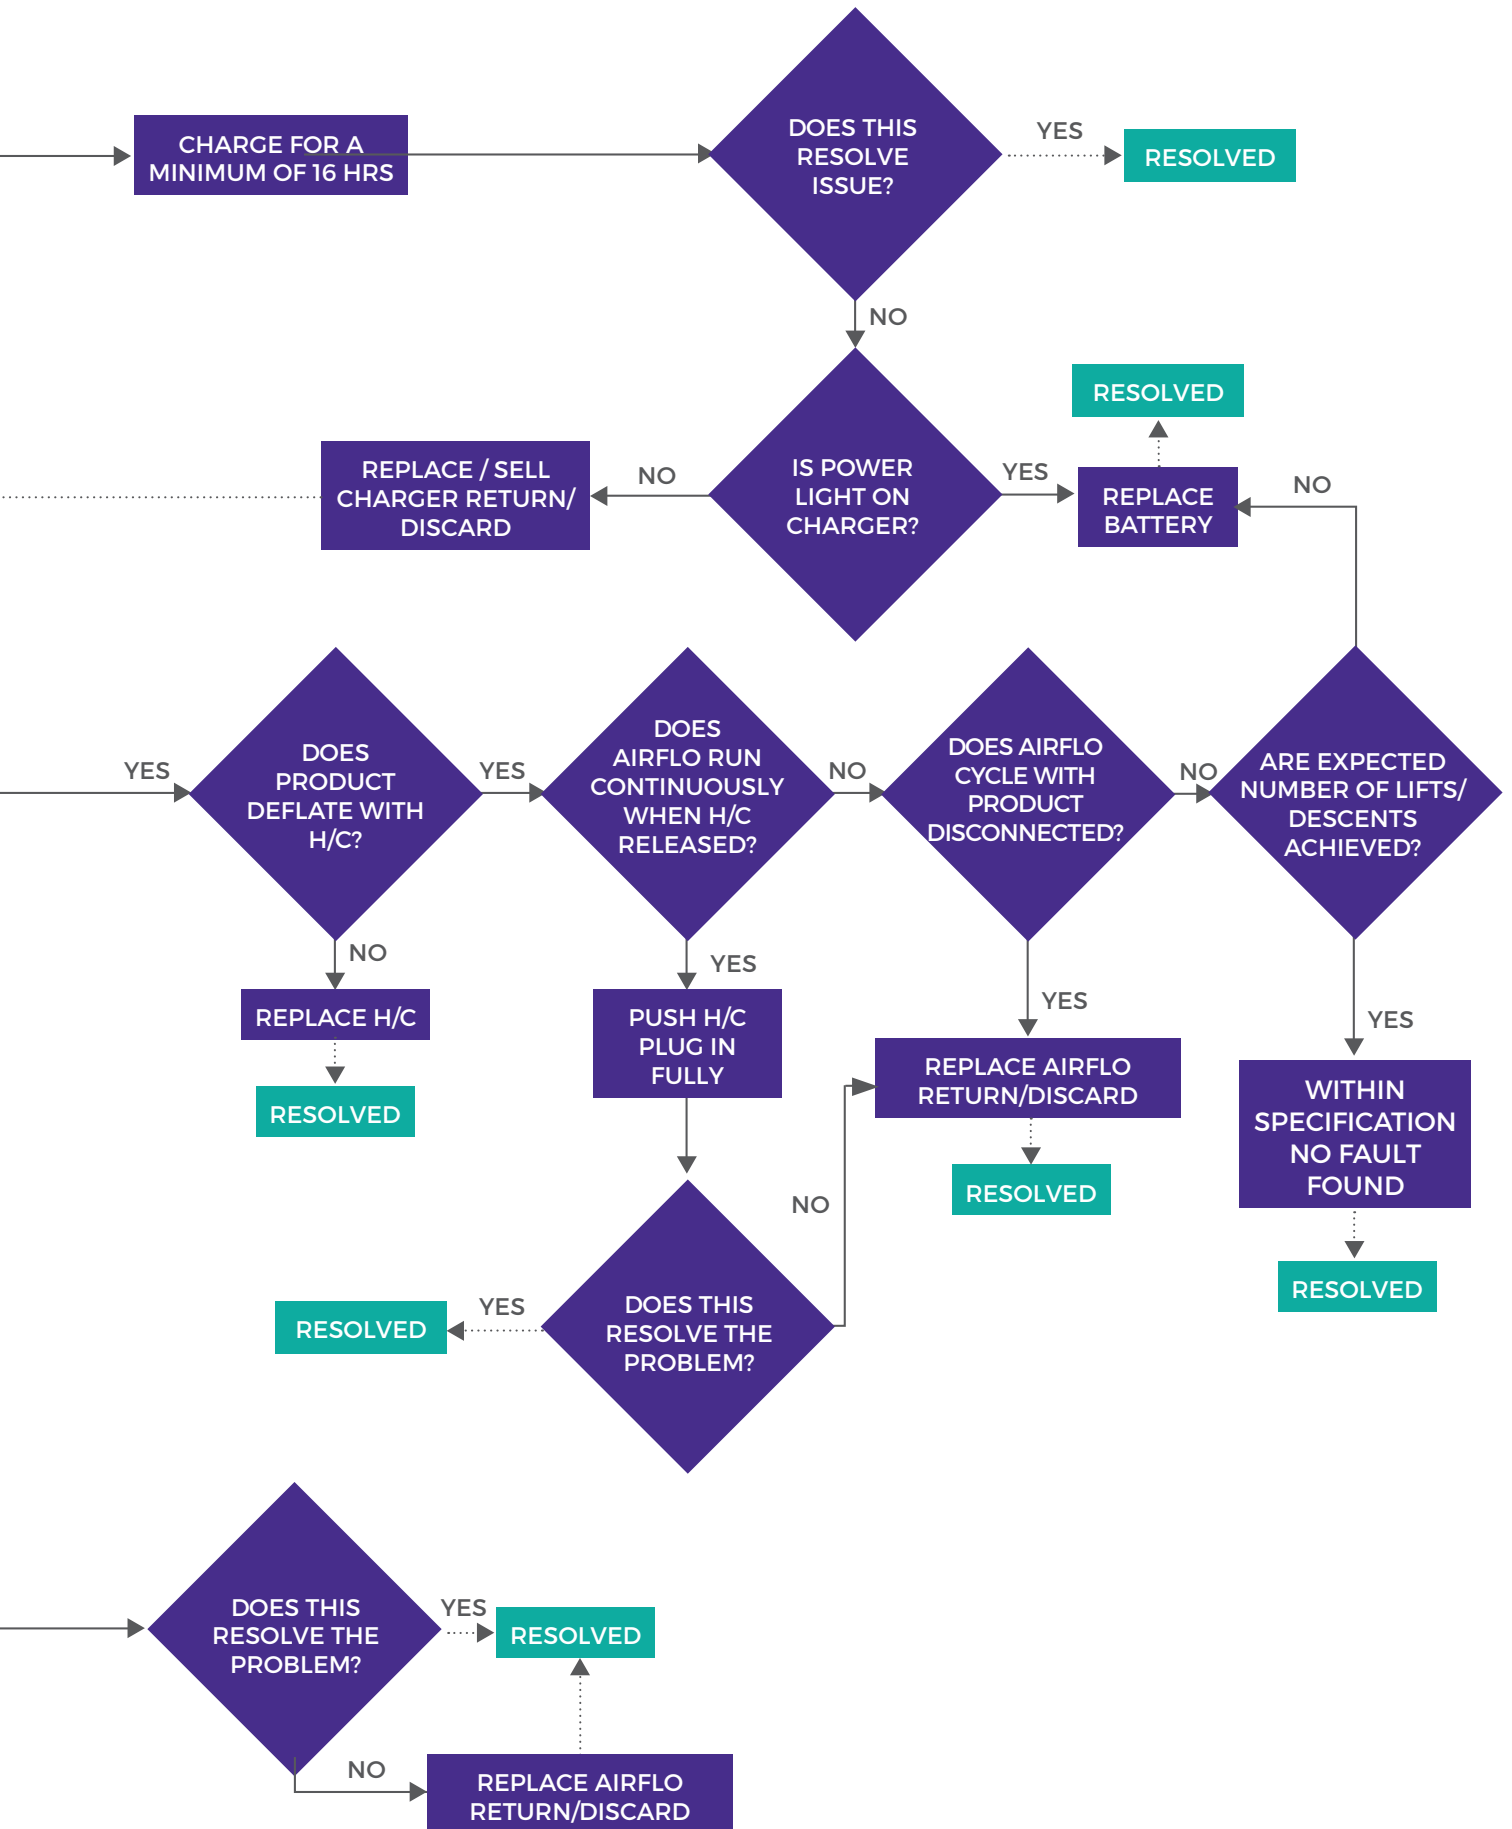 CHARGE FOR A
MINIMUM OF 16 HRS
DOES THIS
RESOLVE
ISSUE?
YES
RESOLVED
NO
REPLACE / SELL
CHARGER RETURN/
DISCARD
NO
IS POWER
LIGHT ON
CHARGER?
YES
RESOLVED
REPLACE
BATTERY
NO
YES
DOES
PRODUCT
DEFLATE WITH
H/C?
YES
DOES
AIRFLO RUN
CONTINUOUSLY
WHEN H/C
RELEASED?
NO
DOES AIRFLO
CYCLE WITH
PRODUCT
DISCONNECTED?
NO
ARE EXPECTED
NUMBER OF LIFTS/
DESCENTS
ACHIEVED?
NO
REPLACE H/C
RESOLVED
YES
PUSH H/C
PLUG IN
FULLY
YES
REPLACE AIRFLO
RETURN/DISCARD
RESOLVED
YES
WITHIN
SPECIFICATION
NO FAULT
FOUND
RESOLVED
NO
RESOLVED
YES
DOES THIS
RESOLVE THE
PROBLEM?
DOES THIS
RESOLVE THE
PROBLEM?
YES
RESOLVED
NO
REPLACE AIRFLO
RETURN/DISCARD